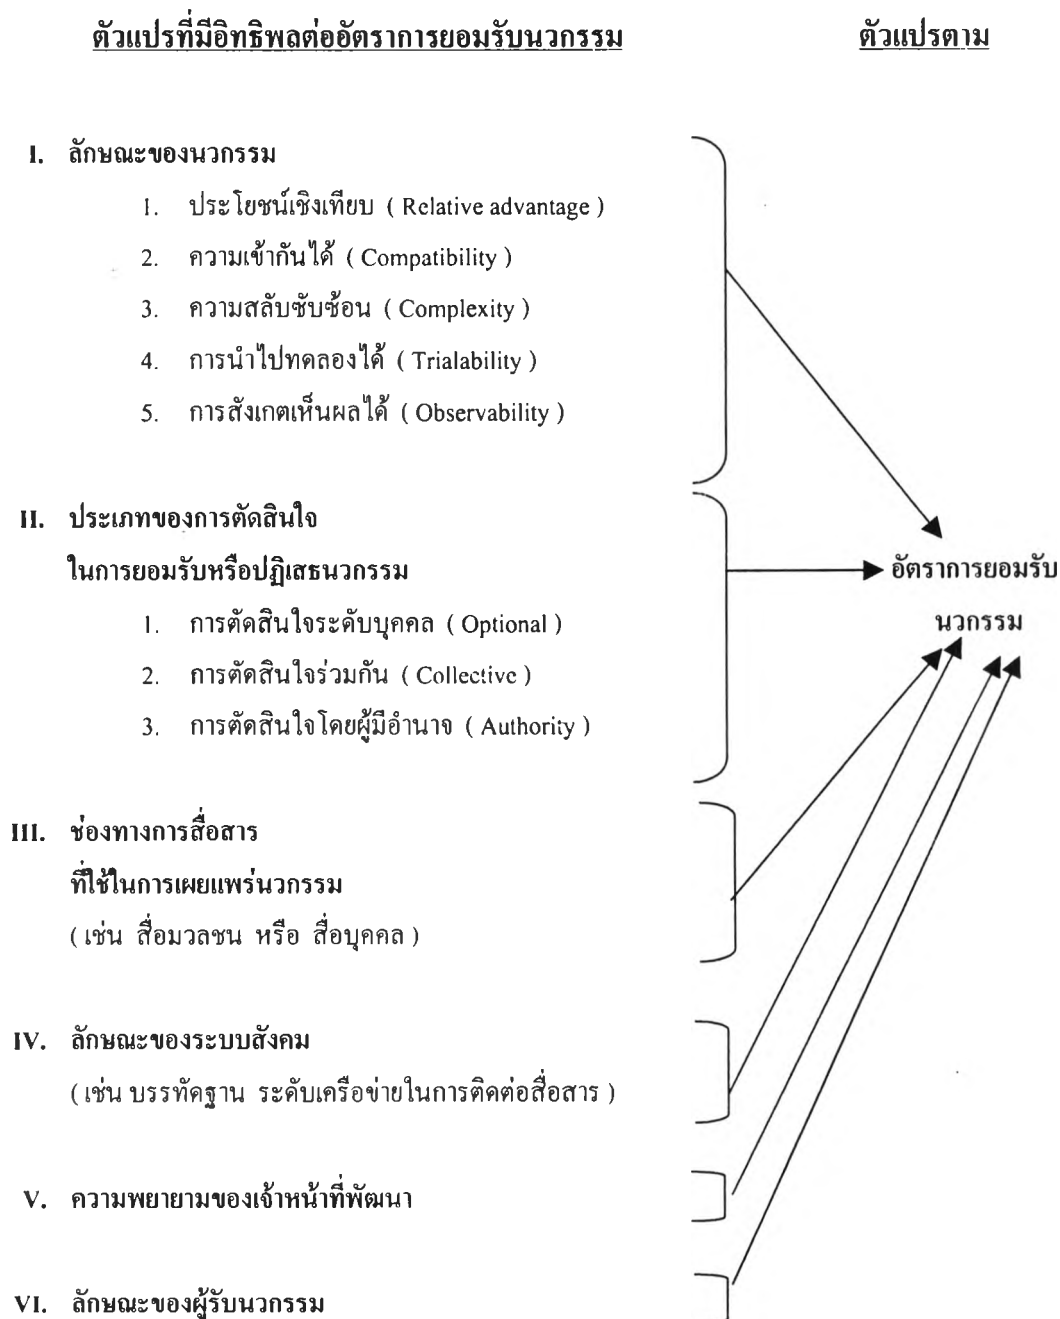 ตัวแปรที่มีอิทธิพลต่ออัตราการยอมรับนวกรรม ตัวแปรตาม
I. ลักษณะของนวกรรม
1. ประโยชน์เชิงเทียบ ( Relative advantage )
2. ความเข้ากันได้ ( Compatibility )
3. ความสลับซับซ้อน ( Complexity )
4. การนำไปทดลองได้ ( Trialability )
5. การสังเกตเห็นผลได้ ( Observability )
II. ประเภทของการตัดสินใจ
ในการยอมรับหรือปฏิเสธนวกรรม
อัตราการยอมรับ
นวกรรม
1. การตัดสินใจระดับบุคคล ( Optional )
2. การตัดสินใจร่วมกัน ( Collective )
3. การตัดสินใจโดยผู้มีอำนาจ ( Authority )
III. ช่องทางการสื่อสาร
ที่ใช้ในการเผยแพร่นวกรรม
( เช่น สื่อมวลชน หรือ สื่อบุคคล )
IV. ลักษณะของระบบสังคม
( เช่น บรรทัดฐาน ระดับเครือข่ายในการติดต่อสื่อสาร )
V. ความพยายามของเจ้าหน้าที่พัฒนา
VI. ลักษณะของผู้รับนวกรรม